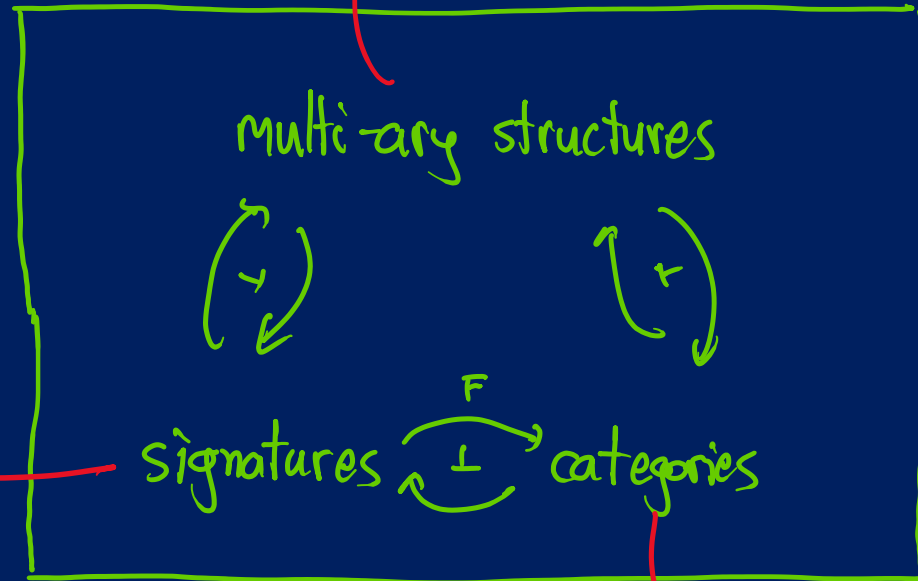 multi-ary structures
⊣ ⊢
F
signatures ⊥ categories